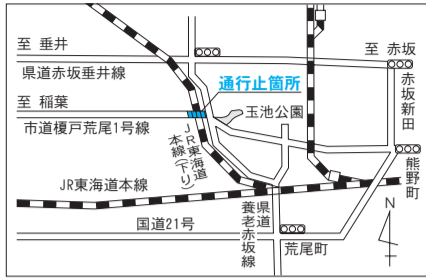 至 垂井
県道赤坂垂井線
至 赤坂
通行止箇所
至 稲葉
市道榎戸荒尾1号線
玉池公園
赤坂新田
JR東海道
本線(下り)
熊野町
JR東海道本線
国道21号
県道
養老赤坂線
荒尾町
N